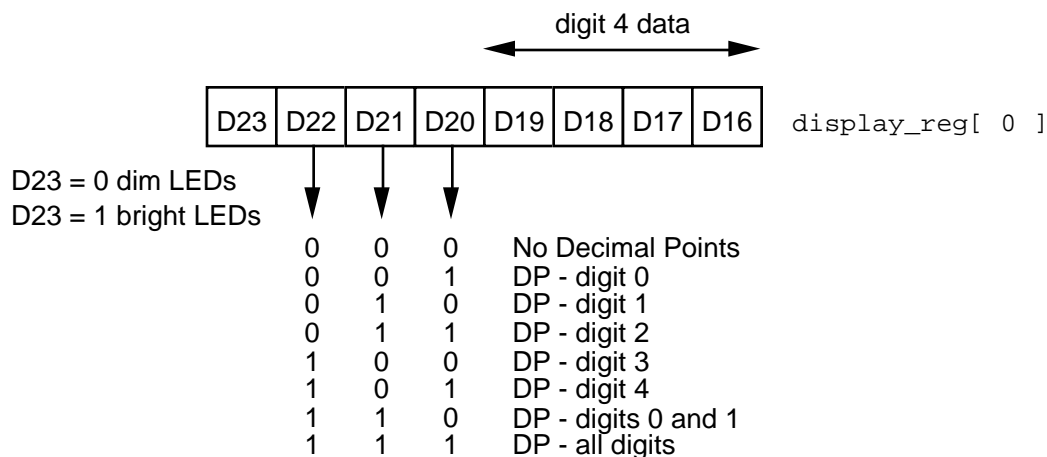 digit 4 data
D23 D22 D21 D20 D19 D18 D17 D16 display_reg[ 0 ]
D23 = 0 dim LEDs
D23 = 1 bright LEDs
0 0 0 No Decimal Points
0 0 1 DP - digit 0
0 1 0 DP - digit 1
0 1 1 DP - digit 2
1 0 0 DP - digit 3
1 0 1 DP - digit 4
1 1 0 DP - digits 0 and 1
1 1 1 DP - all digits